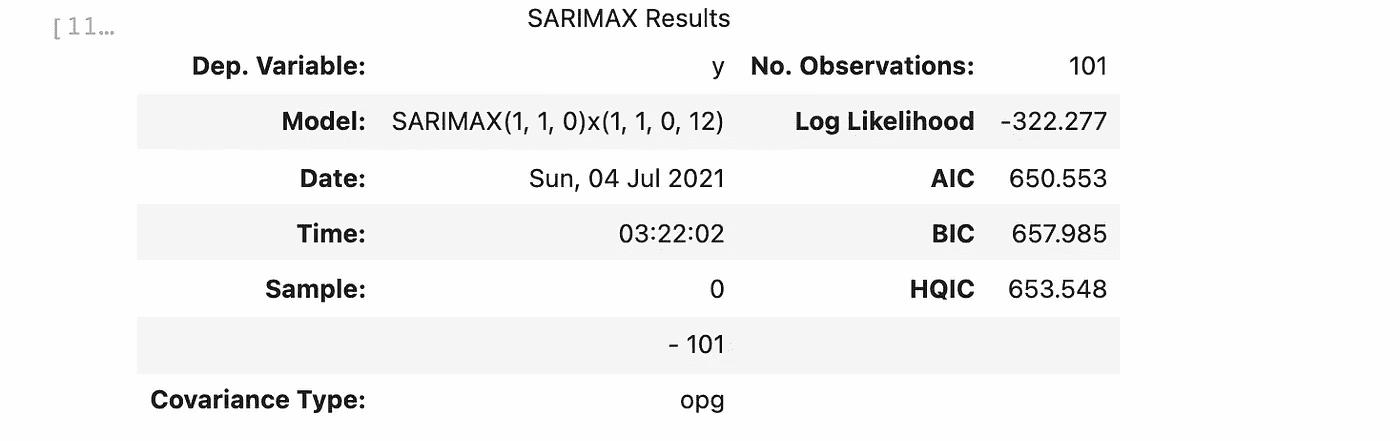 [11…
SARIMAX Results
Dep. Variable: y No. Observations: 101
Model: SARIMAX(1, 1, 0)x(1, 1, 0, 12) Log Likelihood -322.277
Date: Sun, 04 Jul 2021 AIC 650.553
Time: 03:22:02 BIC 657.985
Sample: 0 HQIC 653.548
- 101
Covariance Type: opg